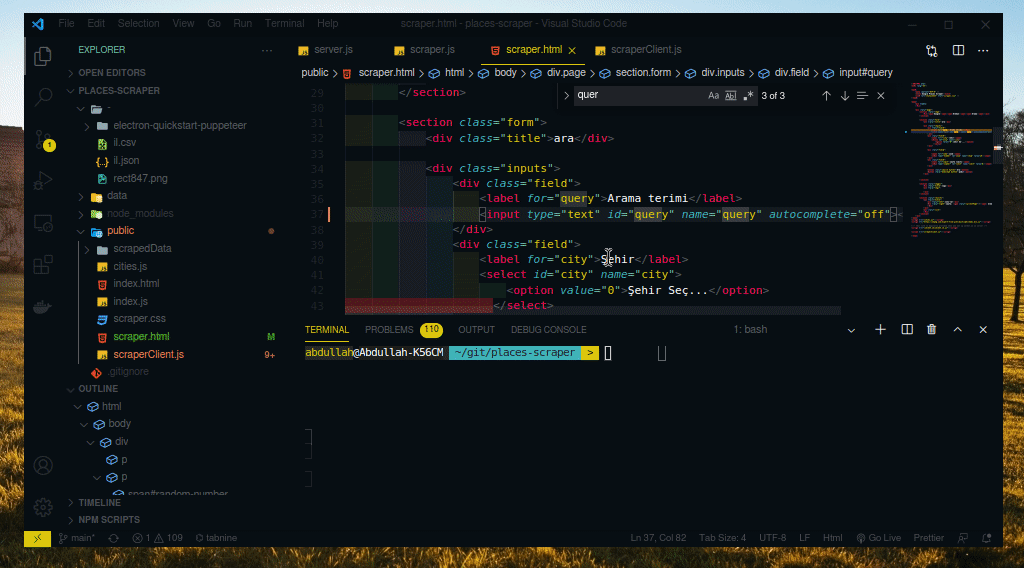 File Edit Selection View Go Run Terminal Help scraper.html - places-scraper - Visual Studio Code
EXPLORER ...
server.js scraper.js scraper.html × scraperClient.js
public > scraper.html > html > body > div.page > section.form > div.inputs > div.field > input#query
OPEN EDITORS
PLACES-SCRAPER
-
electron-quickstart-puppeteer
il.csv
il.json
rect847.png
data
node_modules
public
scrapedData
cities.js
index.html
index.js
scraper.css
scraper.html M
scraperClient.js 9+
.gitignore
OUTLINE
html
body
div
p
p
span#random-number
TIMELINE
NPM SCRIPTS
1
quer Aa Abl .* 3 of 3
29 </section>
30
31 <section class="form">
32 <div class="title">ara</div>
33
34 <div class="inputs">
35 <div class="field">
36 <label for="query">Arama terimi</label>
37 <input type="text" id="query" name="query" autocomplete="off"><
38 </div>
39 <div class="field">
40 <label for="city">Şehir</label>
41 <select id="city" name="city">
42 <option value="0">Şehir Seç...</option>
43 </select>
TERMINAL PROBLEMS 110 OUTPUT DEBUG CONSOLE 1: bash
abdullah@Abdullah-K56CM ~/git/places-scraper >
main* 1 109 tabnine Ln 37, Col 82 Tab Size: 4 UTF-8 LF Html Go Live Prettier